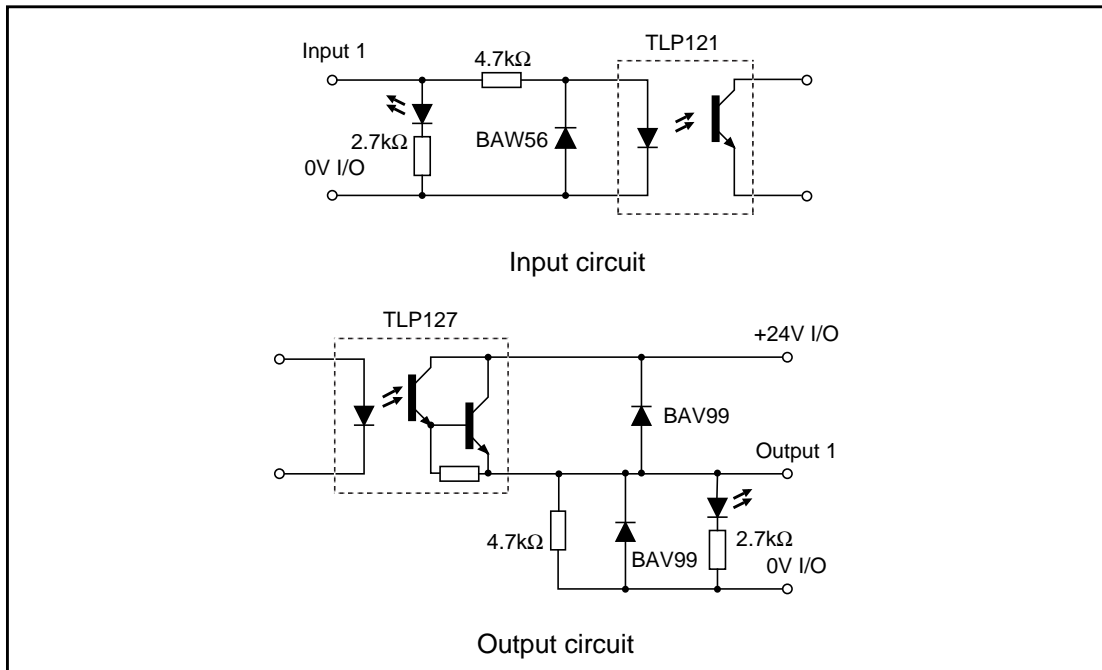 Input 1
4.7kΩ
TLP121
2.7kΩ
BAW56
0V I/O
Input circuit
TLP127
+24V I/O
BAV99
Output 1
4.7kΩ
BAV99
2.7kΩ
0V I/O
Output circuit